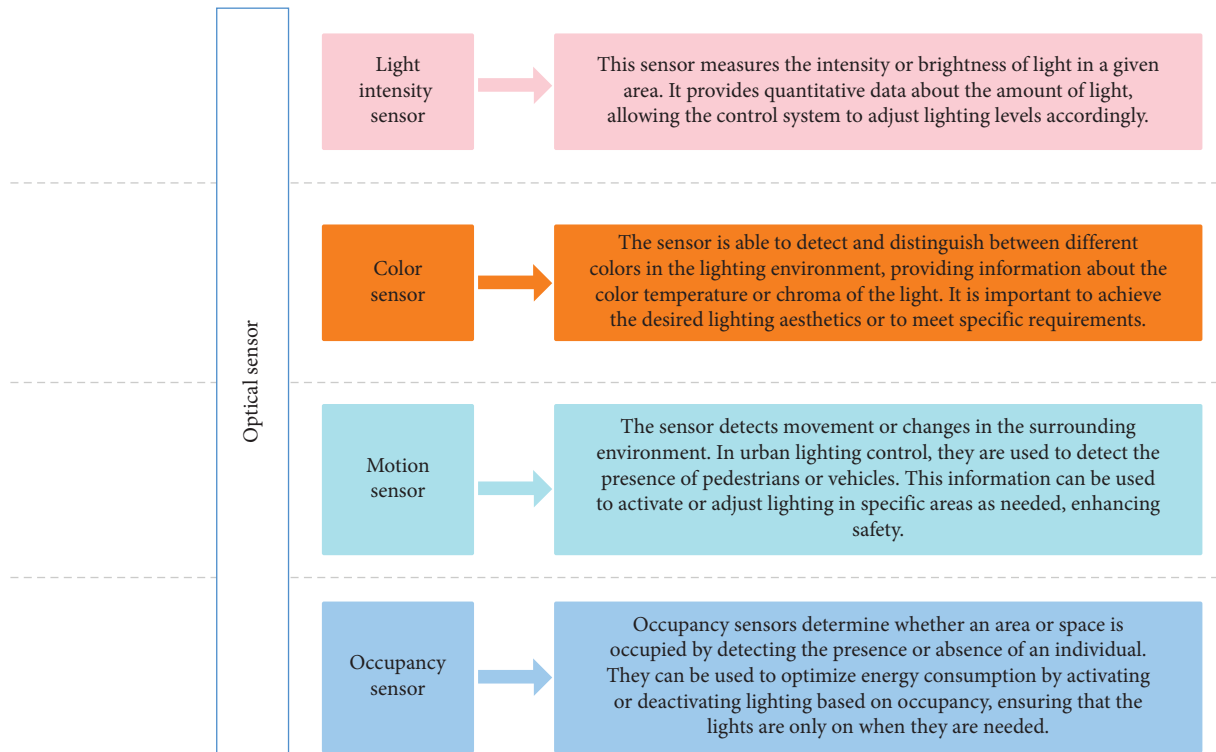 Optical sensor
Light
intensity
sensor
This sensor measures the intensity or brightness of light in a given
area. It provides quantitative data about the amount of light,
allowing the control system to adjust lighting levels accordingly.
Color
sensor
The sensor is able to detect and distinguish between different
colors in the lighting environment, providing information about the
color temperature or chroma of the light. It is important to achieve
the desired lighting aesthetics or to meet specific requirements.
Motion
sensor
The sensor detects movement or changes in the surrounding
environment. In urban lighting control, they are used to detect the
presence of pedestrians or vehicles. This information can be used
to activate or adjust lighting in specific areas as needed, enhancing
safety.
Occupancy
sensor
Occupancy sensors determine whether an area or space is
occupied by detecting the presence or absence of an individual.
They can be used to optimize energy consumption by activating
or deactivating lighting based on occupancy, ensuring that the
lights are only on when they are needed.